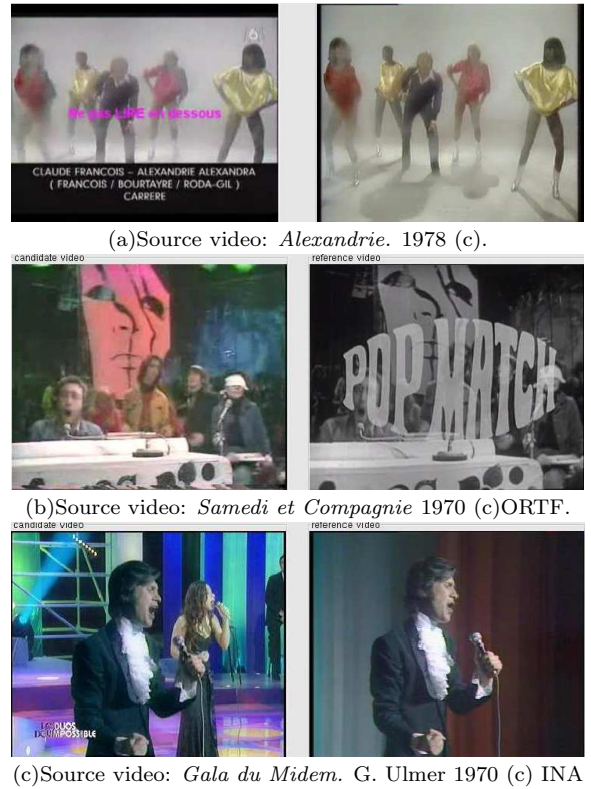 6
Ne pas LIRE en dessous
CLAUDE FRANCOIS – ALEXANDRIE ALEXANDRA
( FRANCOIS / BOURTAYRE / RODA-GIL )
CARRERE
(a)Source video: Alexandrie. 1978 (c).
candidate video
reference video
POP MATCH
(b)Source video: Samedi et Compagnie 1970 (c)ORTF.
candidate video
reference video
LES DUOS
DE L'IMPOSSIBLE
(c)Source video: Gala du Midem. G. Ulmer 1970 (c) INA